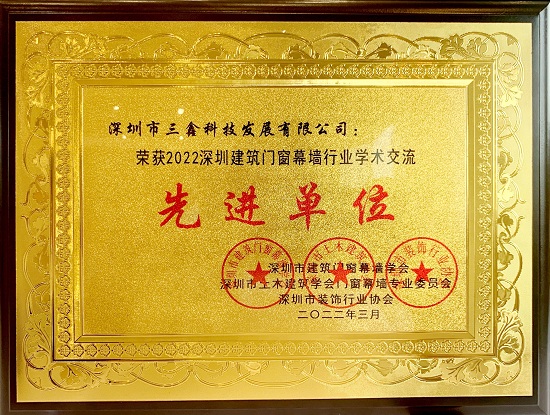 深圳市三鑫科技发展有限公司：
荣获2022深圳建筑门窗幕墙行业学术交流
先进单位
深圳市建筑门窗幕墙学会
深圳市土木建筑学会门窗幕墙专业委员会
深圳市装饰行业协会
二〇二二年三月